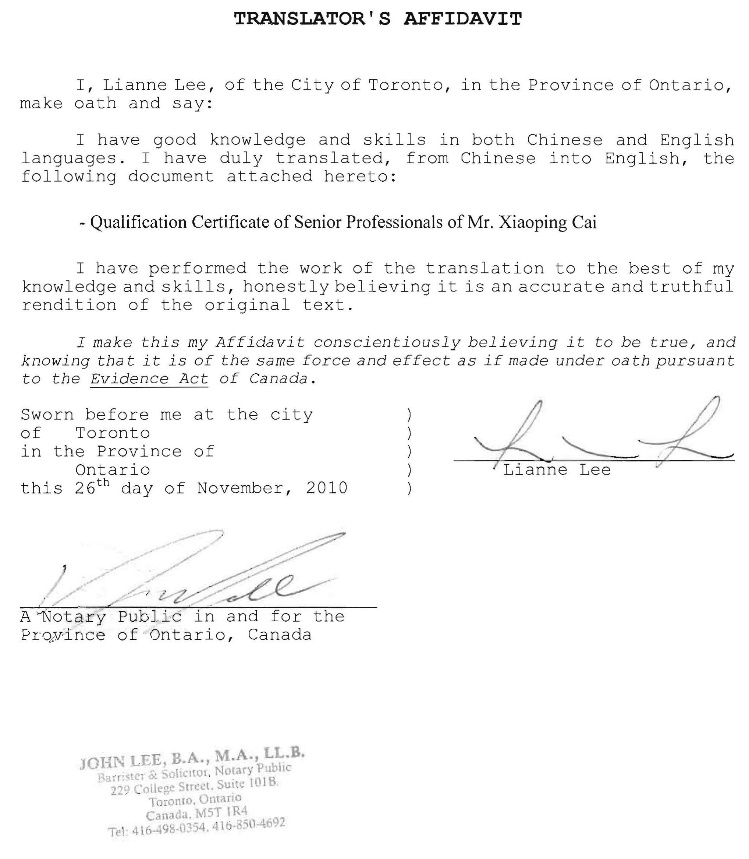 TRANSLATOR'S AFFIDAVIT
I, Lianne Lee, of the City of Toronto, in the Province of Ontario,
make oath and say:
I have good knowledge and skills in both Chinese and English
languages. I have duly translated, from Chinese into English, the
following document attached hereto:
- Qualification Certificate of Senior Professionals of Mr. Xiaoping Cai
I have performed the work of the translation to the best of my
knowledge and skills, honestly believing it is an accurate and truthful
rendition of the original text.
I make this my Affidavit conscientiously believing it to be true, and
knowing that it is of the same force and effect as if made under oath pursuant
to the Evidence Act of Canada.
Sworn before me at the city )
of Toronto )
in the Province of )
Ontario )
this 26th day of November, 2010 )
Lianne Lee
A Notary Public in and for the
Province of Ontario, Canada
JOHN LEE, B.A., M.A., LL.B.
Barrister & Solicitor, Notary Public
229 College Street, Suite 101B.
Toronto, Ontario
Canada, M5T 1R4
Tel: 416-498-0354, 416-850-4692